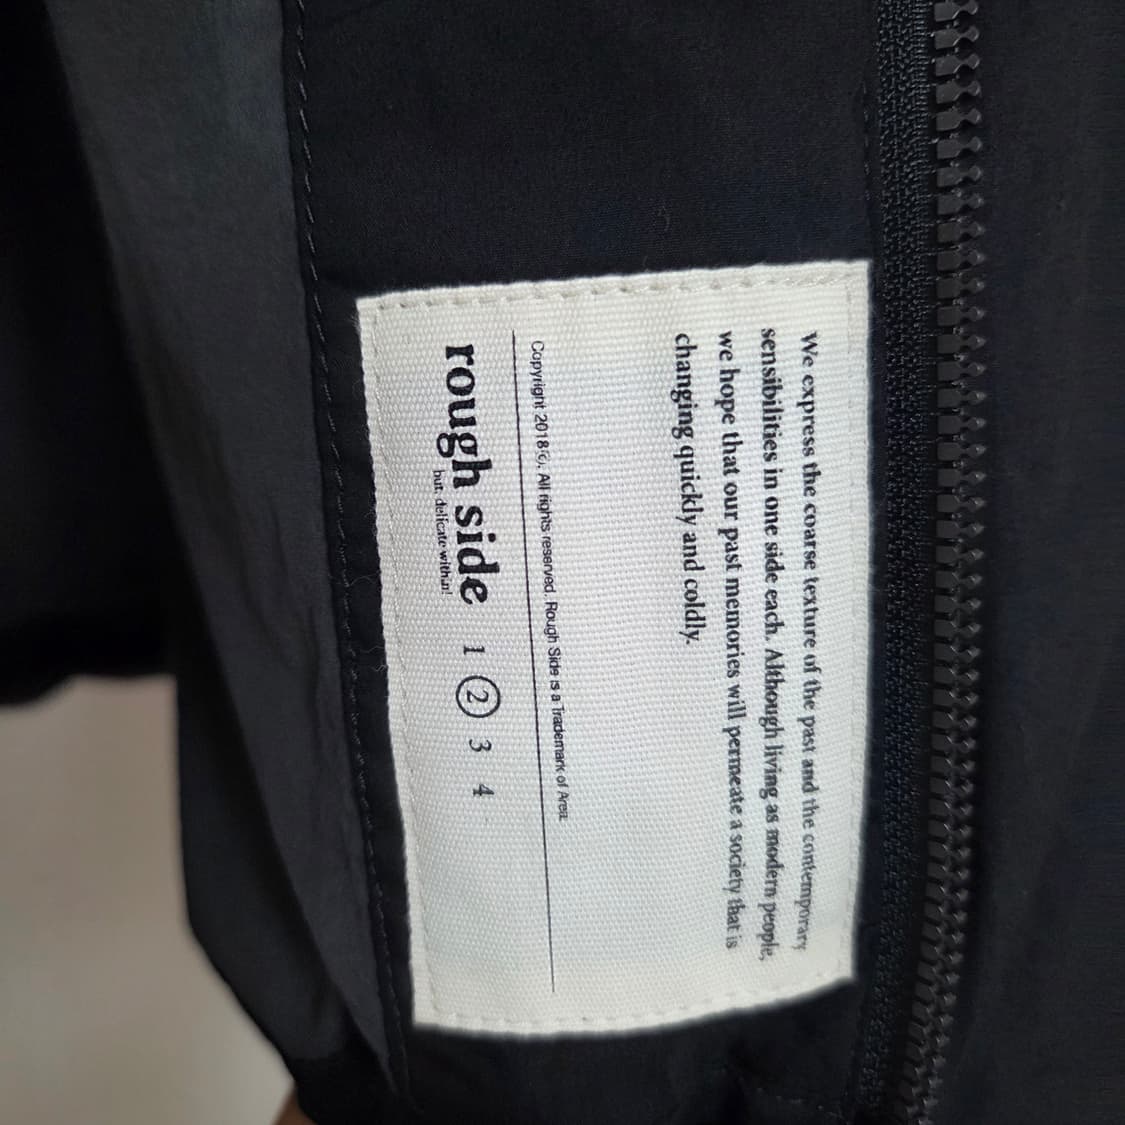 We express the coarse texture of the past and the contemporary
sensibilities in one side each. Although living as modern people,
we hope that our past memories will permeate a society that is
changing quickly and coldly.
Copyright 2018©. All rights reserved. Rough Side is a Trademark of Area.
rough side 1 2 3 4
but, delicate within!